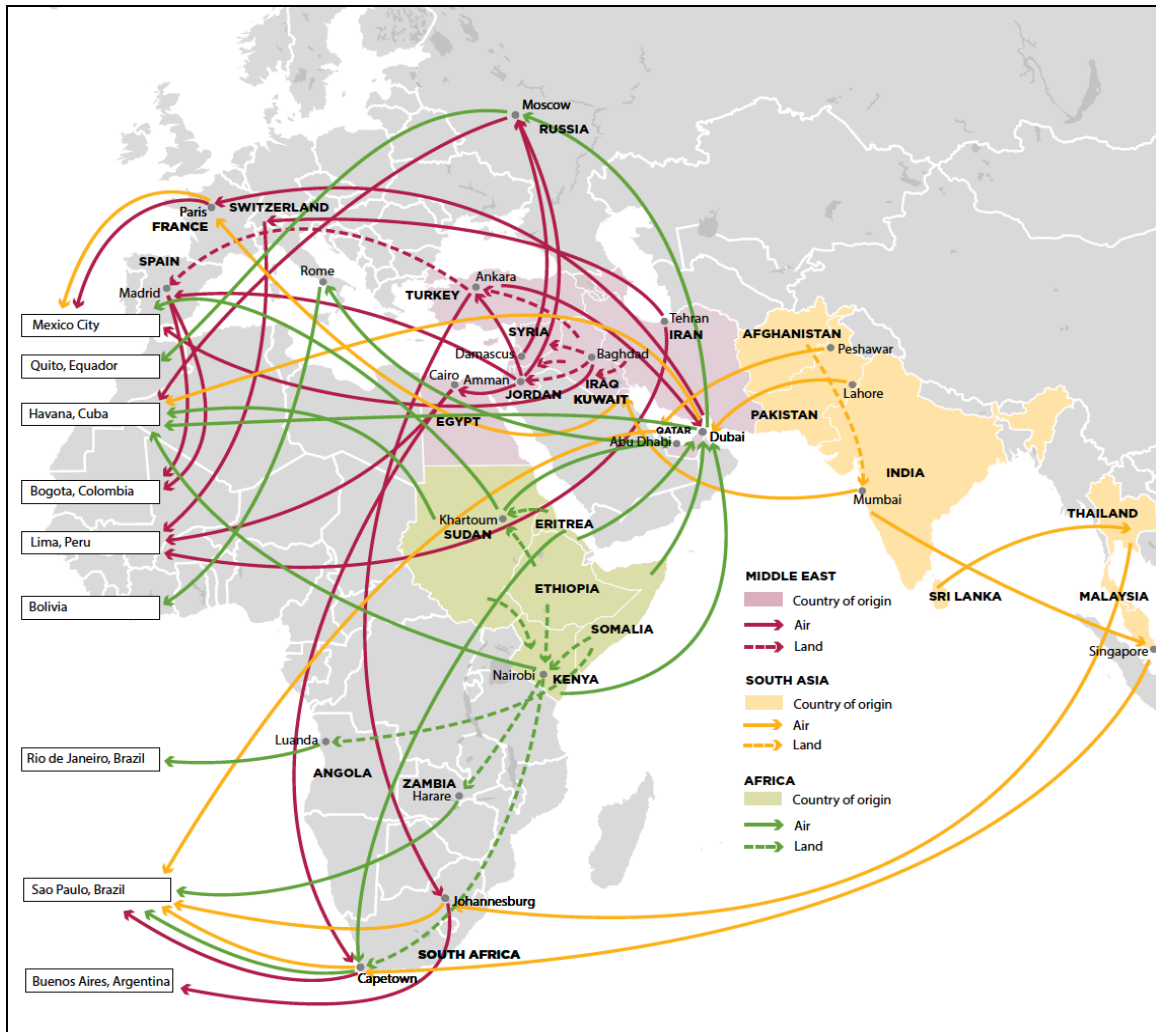 Moscow
RUSSIA
Paris
FRANCE
SWITZERLAND
SPAIN
Madrid
Rome
Ankara
TURKEY
Tehran
IRAN
SYRIA
Damascus
Baghdad
Cairo
Amman
JORDAN
IRAQ
KUWAIT
EGYPT
QATAR
Abu Dhabi
Dubai
AFGHANISTAN
Peshawar
Lahore
PAKISTAN
INDIA
Mumbai
THAILAND
SRI LANKA
MALAYSIA
Singapore
Mexico City
Quito, Equador
Havana, Cuba
Bogota, Colombia
Lima, Peru
Bolivia
Rio de Janeiro, Brazil
Sao Paulo, Brazil
Buenos Aires, Argentina
Khartoum
SUDAN
ERITREA
ETHIOPIA
SOMALIA
Nairobi
KENYA
Luanda
ANGOLA
ZAMBIA
Harare
Johannesburg
SOUTH AFRICA
Capetown
MIDDLE EAST
Country of origin
Air
Land
SOUTH ASIA
Country of origin
Air
Land
AFRICA
Country of origin
Air
Land